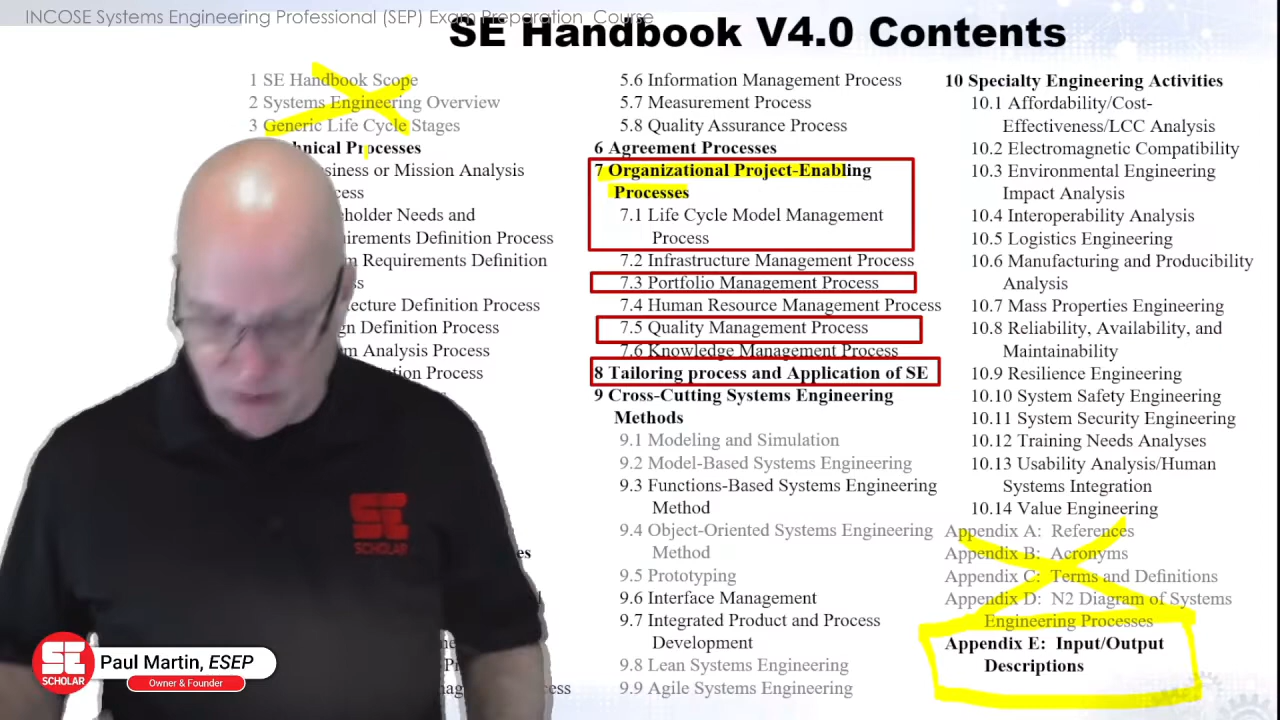 INCOSE Systems Engineering Professional (SEP) Exam Preparation Course
SE Handbook V4.0 Contents
1 SE Handbook Scope
2 Systems Engineering Overview
3 Generic Life Cycle Stages
Processes
siness or Mission Analysis
and
irements Definition Process
Requirements Definition
ecture Definition Process
gn Definition Process
Analysis Process
Process
5.6 Information Management Process
5.7 Measurement Process
5.8 Quality Assurance Process
6 Agreement Processes
7 Organizational Project-Enabling
Processes
7.1 Life Cycle Model Management
Process
7.2 Infrastructure Management Process
7.3 Portfolio Management Process
7.4 Human Resource Management Process
7.5 Quality Management Process
7.6 Knowledge Management Process
8 Tailoring process and Application of SE
9 Cross-Cutting Systems Engineering
Methods
9.1 Modeling and Simulation
9.2 Model-Based Systems Engineering
9.3 Functions-Based Systems Engineering
Method
9.4 Object-Oriented Systems Engineering
Method
9.5 Prototyping
9.6 Interface Management
9.7 Integrated Product and Process
Development
9.8 Lean Systems Engineering
9.9 Agile Systems Engineering
10 Specialty Engineering Activities
10.1 Affordability/Cost-
Effectiveness/LCC Analysis
10.2 Electromagnetic Compatibility
10.3 Environmental Engineering
Impact Analysis
10.4 Interoperability Analysis
10.5 Logistics Engineering
10.6 Manufacturing and Producibility
Analysis
10.7 Mass Properties Engineering
10.8 Reliability, Availability, and
Maintainability
10.9 Resilience Engineering
10.10 System Safety Engineering
10.11 System Security Engineering
10.12 Training Needs Analyses
10.13 Usability Analysis/Human
Systems Integration
10.14 Value Engineering
Appendix A: References
Appendix B: Acronyms
Appendix C: Terms and Definitions
Appendix D: N2 Diagram of Systems
Engineering Processes
Appendix E: Input/Output
Descriptions
SE
SCHOLAR
SE
SCHOLAR
Paul Martin, ESEP
Owner & Founder